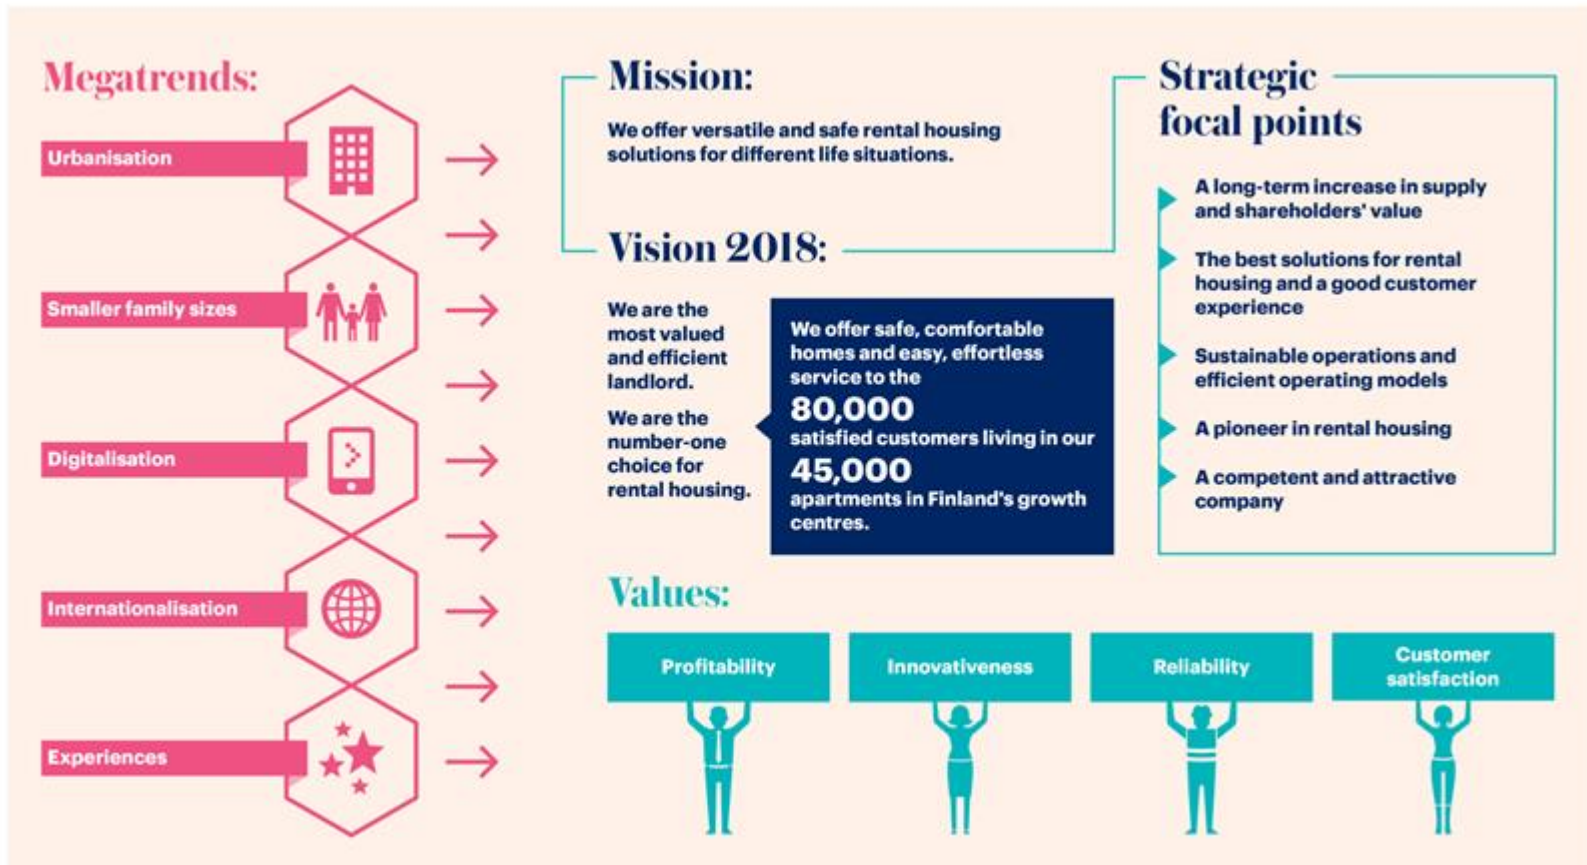 Megatrends:
Urbanisation
Smaller family sizes
Digitalisation
Internationalisation
Experiences
Mission:
We offer versatile and safe rental housing
solutions for different life situations.
Vision 2018:
We are the
most valued
and efficient
landlord.
We are the
number-one
choice for
rental housing.
We offer safe, comfortable
homes and easy, effortless
service to the
80,000
satisfied customers living in our
45,000
apartments in Finland's growth
centres.
Strategic
focal points
A long-term increase in supply
and shareholders' value
The best solutions for rental
housing and a good customer
experience
Sustainable operations and
efficient operating models
A pioneer in rental housing
A competent and attractive
company
Values:
Profitability
Innovativeness
Reliability
Customer
satisfaction